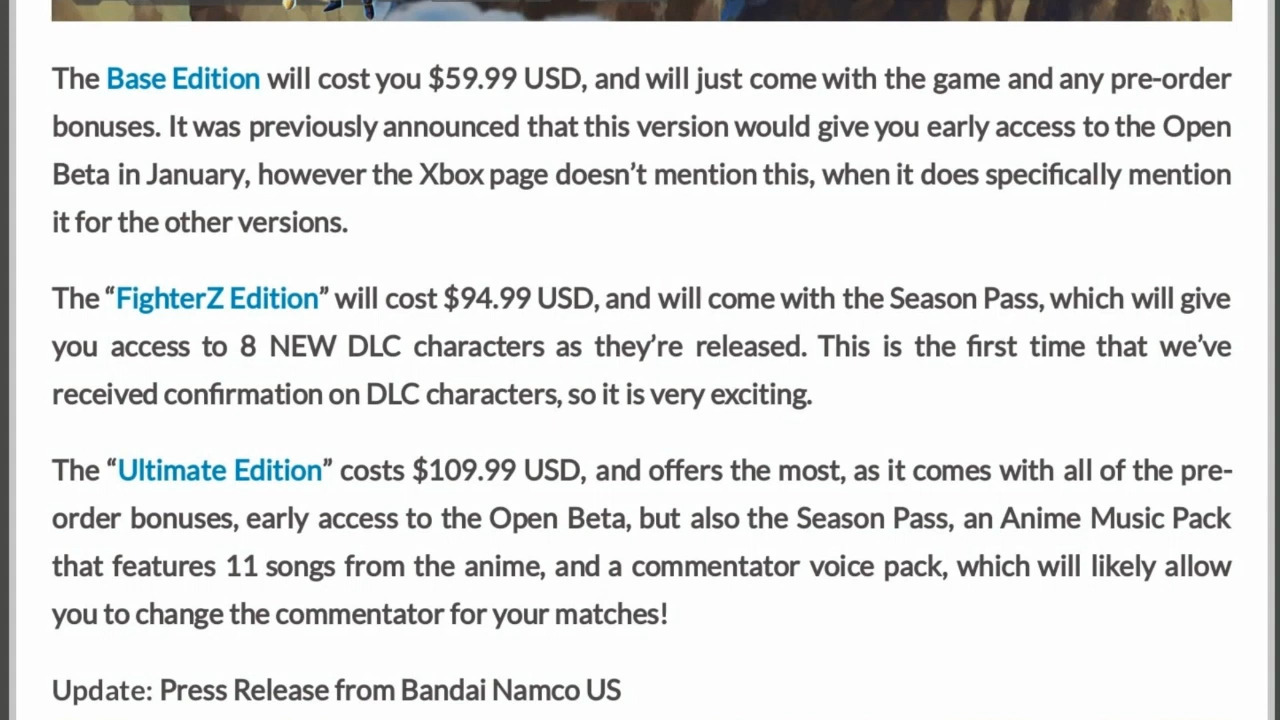 The Base Edition will cost you $59.99 USD, and will just come with the game and any pre-order
bonuses. It was previously announced that this version would give you early access to the Open
Beta in January, however the Xbox page doesn’t mention this, when it does specifically mention
it for the other versions.
The “FighterZ Edition” will cost $94.99 USD, and will come with the Season Pass, which will give
you access to 8 NEW DLC characters as they’re released. This is the first time that we’ve
received confirmation on DLC characters, so it is very exciting.
The “Ultimate Edition” costs $109.99 USD, and offers the most, as it comes with all of the pre-
order bonuses, early access to the Open Beta, but also the Season Pass, an Anime Music Pack
that features 11 songs from the anime, and a commentator voice pack, which will likely allow
you to change the commentator for your matches!
Update: Press Release from Bandai Namco US